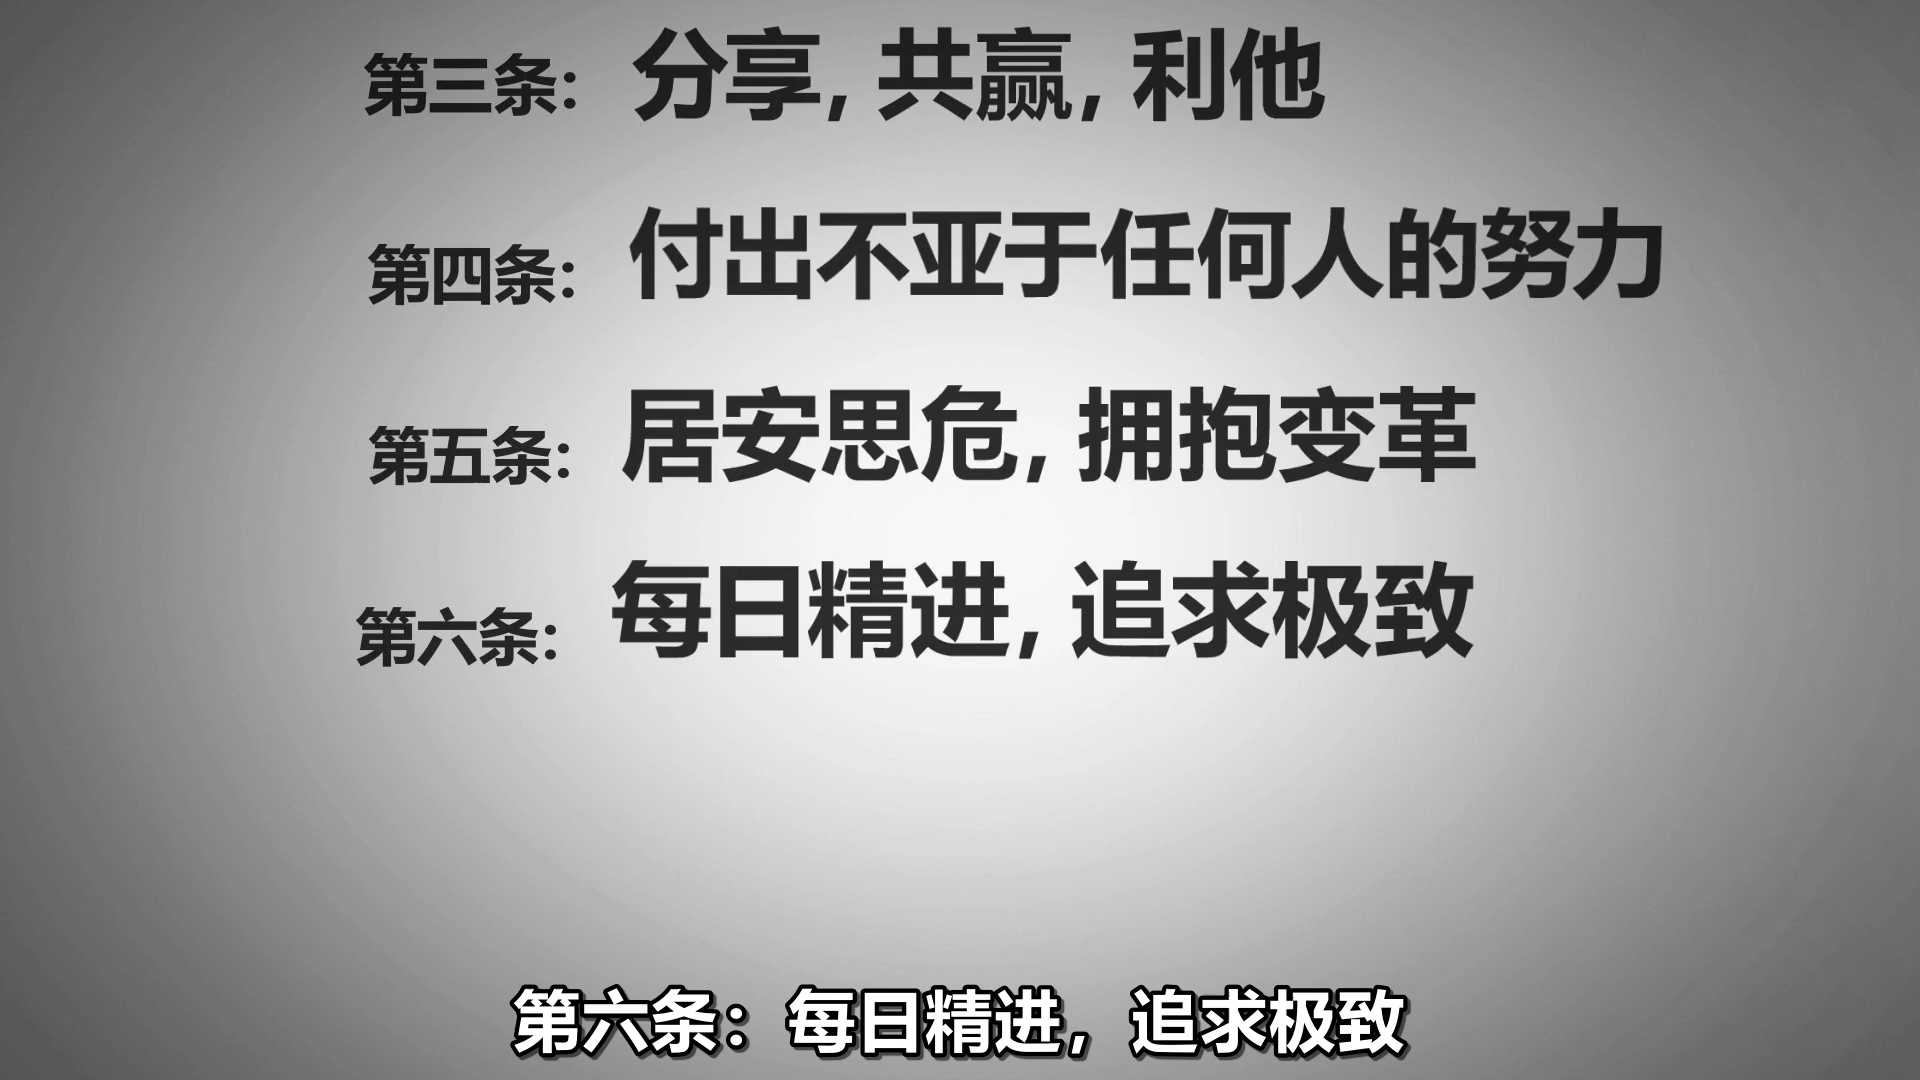 第三条：分享，共赢，利他
第四条：付出不亚于任何人的努力
第五条：居安思危，拥抱变革
第六条：每日精进，追求极致
第六条：每日精进，追求极致